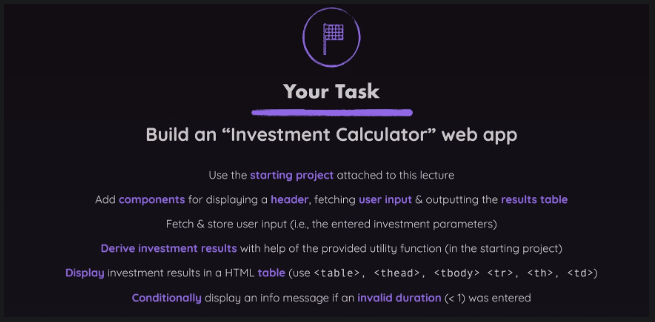 Your Task
Build an “Investment Calculator” web app
Use the starting project attached to this lecture
Add components for displaying a header, fetching user input & outputting the results table
Fetch & store user input (i.e., the entered investment parameters)
Derive investment results with help of the provided utility function (in the starting project)
Display investment results in a HTML table (use <table>, <thead>, <tbody> <tr>, <th>, <td>)
Conditionally display an info message if an invalid duration (< 1) was entered